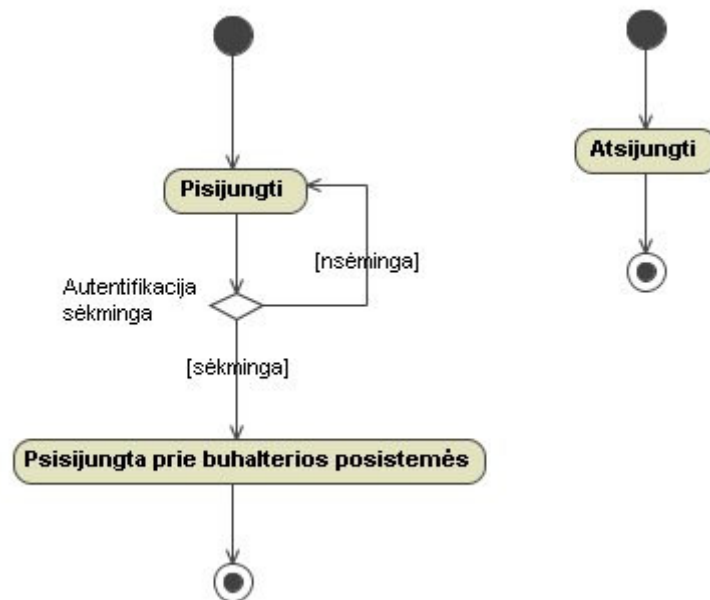 Pisijungti
Atsijungti
[nsėminga]
Autentifikacija
sėkminga
[sėkminga]
Psisijungta prie buhalterios posistemės